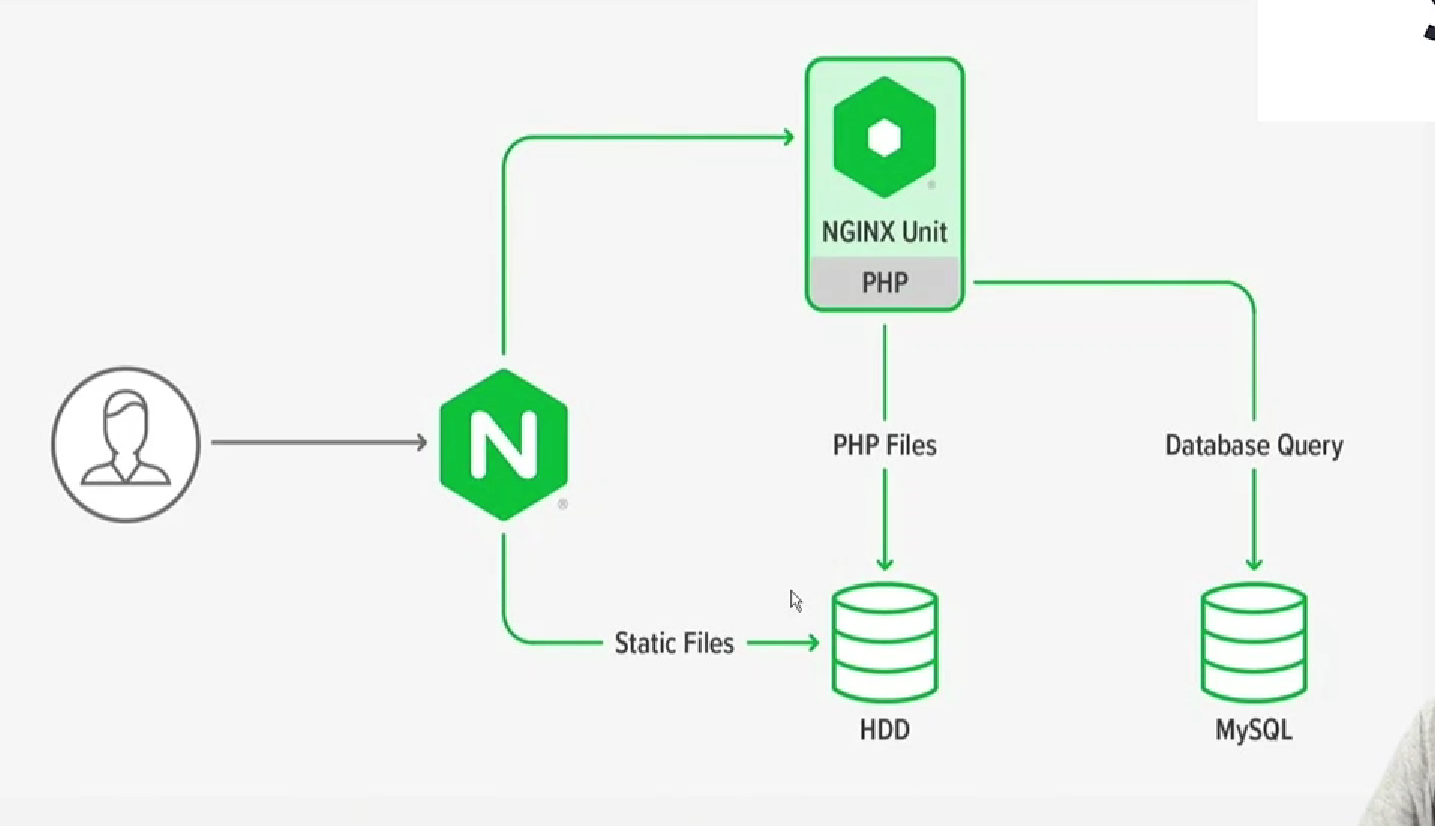 NGINX Unit
PHP
N
®
®
PHP Files
Database Query
Static Files
HDD
MySQL